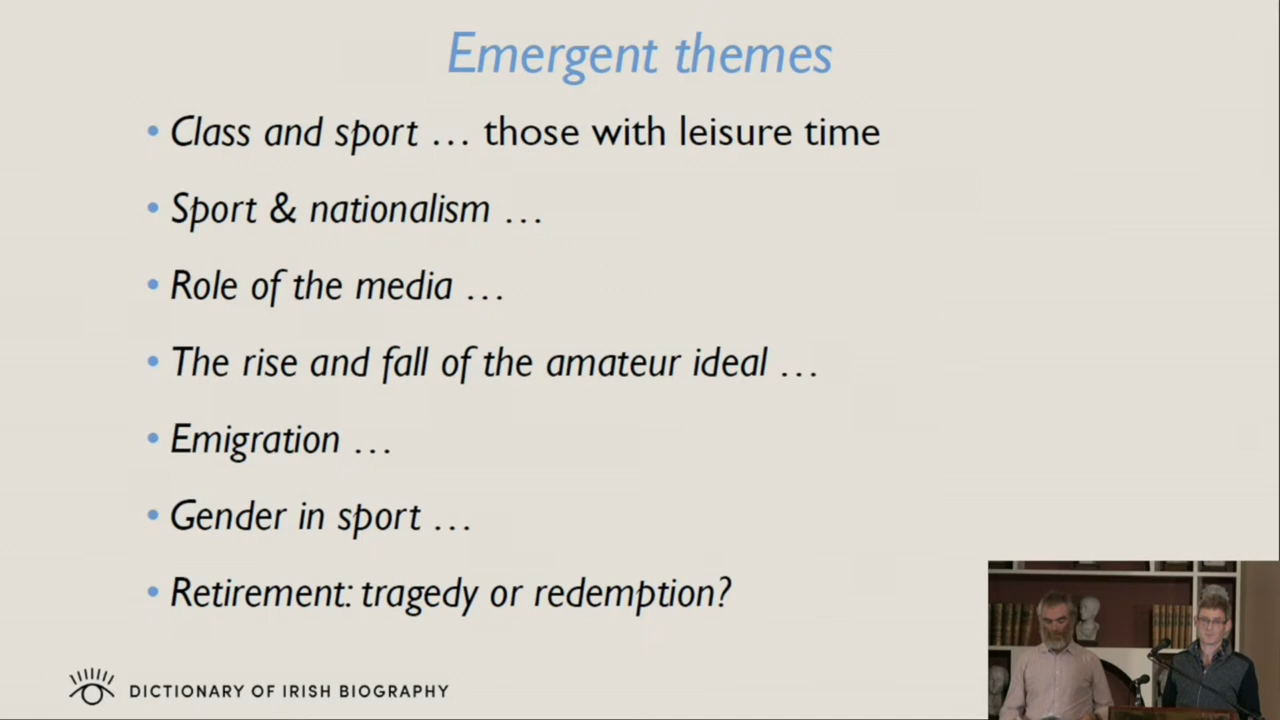 Emergent themes
• Class and sport … those with leisure time
• Sport & nationalism …
• Role of the media …
• The rise and fall of the amateur ideal …
• Emigration …
• Gender in sport …
• Retirement: tragedy or redemption?
DICTIONARY OF IRISH BIOGRAPHY